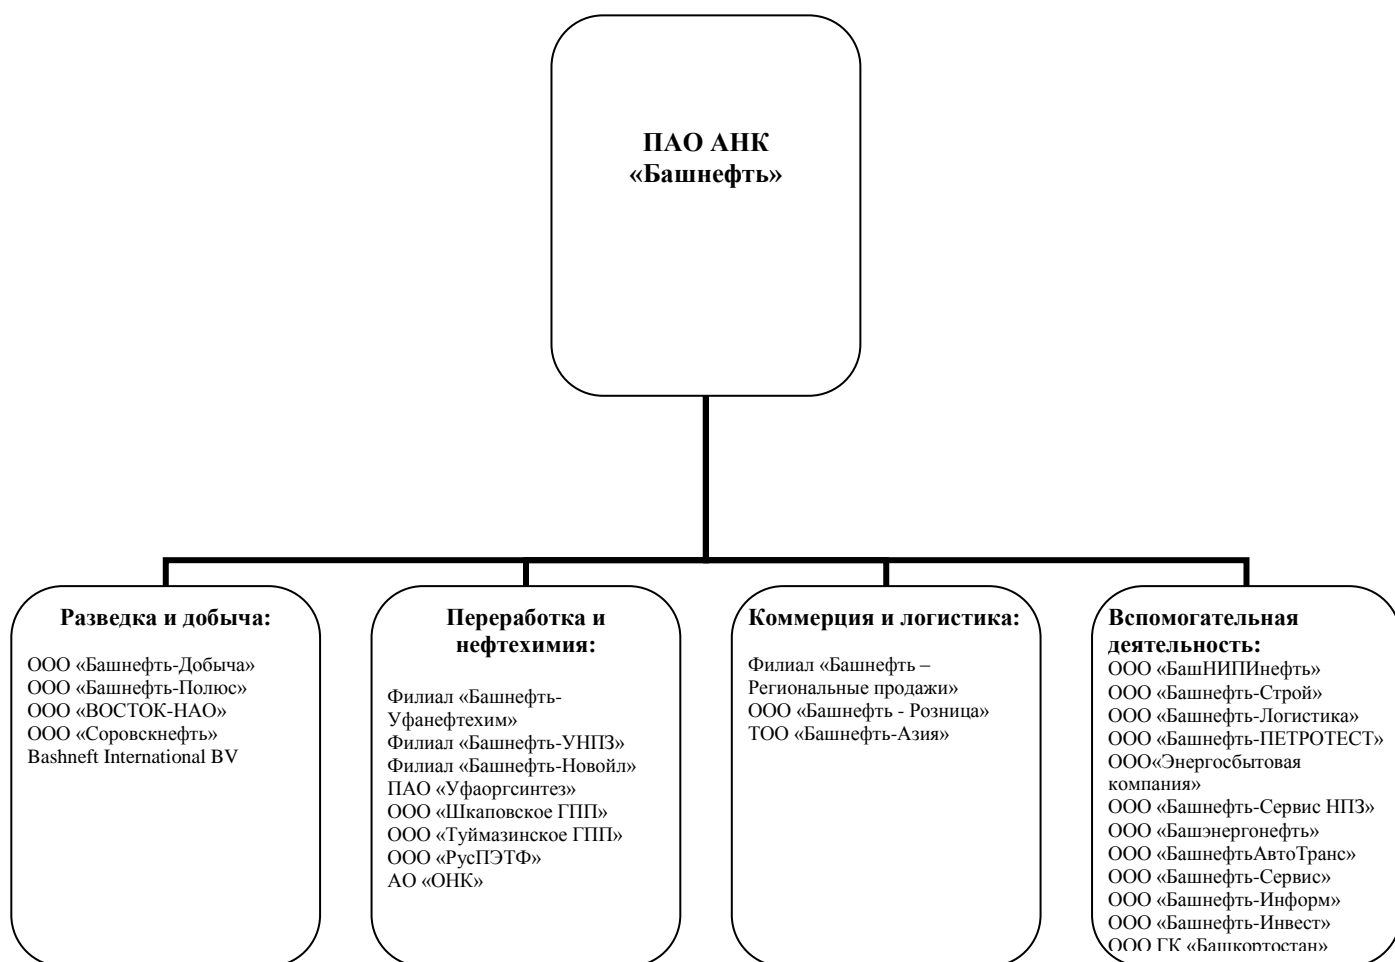 ПАО АНК
«Башнефть»
Разведка и добыча:
ООО «Башнефть-Добыча»
ООО «Башнефть-Полюс»
ООО «ВОСТОК-НАО»
ООО «Соровскнефть»
Bashneft International BV
Переработка и
нефтехимия:
Филиал «Башнефть-
Уфанефтехим»
Филиал «Башнефть-УНПЗ»
Филиал «Башнефть-Новойл»
ПАО «Уфаоргсинтез»
ООО «Шкаповское ГПП»
ООО «Туймазинское ГПП»
ООО «РусПЭТФ»
АО «ОНК»
Коммерция и логистика:
Филиал «Башнефть –
Региональные продажи»
ООО «Башнефть - Розница»
ТОО «Башнефть-Азия»
Вспомогательная
деятельность:
ООО «БашНИПИнефть»
ООО «Башнефть-Строй»
ООО «Башнефть-Логистика»
ООО «Башнефть-ПЕТРОТЕСТ»
ООО«Энергосбытовая
компания»
ООО «Башнефть-Сервис НПЗ»
ООО «Башэнергонефть»
ООО «БашнефтьАвтоТранс»
ООО «Башнефть-Сервис»
ООО «Башнефть-Информ»
ООО «Башнефть-Инвест»
ООО ГК «Башкортостан»